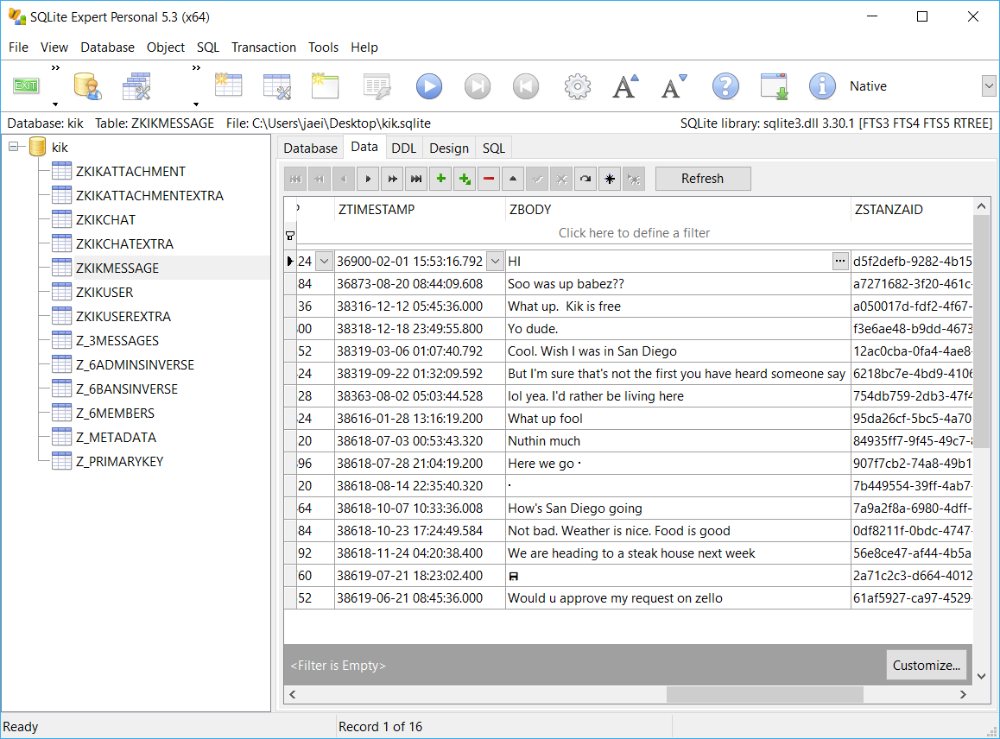 SQLite Expert Personal 5.3 (x64)
File View Database Object SQL Transaction Tools Help
EXIT Native
Database: kik Table: ZKIKMESSAGE File: C:\Users\jaei\Desktop\kik.sqlite SQLite library: sqlite3.dll 3.30.1 [FTS3 FTS4 FTS5 RTREE]
kik
ZKIKATTACHMENT
ZKIKATTACHMENTEXTRA
ZKIKCHAT
ZKIKCHATEXTRA
ZKIKMESSAGE
ZKIKUSER
ZKIKUSEREXTRA
Z_3MESSAGES
Z_6ADMINSINVERSE
Z_6BANSINVERSE
Z_6MEMBERS
Z_METADATA
Z_PRIMARYKEY
Database Data DDL Design SQL
Refresh
ZTIMESTAMP ZBODY ZSTANZAID
Click here to define a filter
24 36900-02-01 15:53:16.792 HI ... d5f2defb-9282-4b15
84 36873-08-20 08:44:09.608 Soo was up babez?? a7271682-3f20-461c-
36 38316-12-12 05:45:36.000 What up.  Kik is free a050017d-fdf2-4f67-
00 38318-12-18 23:49:55.800 Yo dude. f3e6ae48-b9dd-4673
52 38319-03-06 01:07:40.792 Cool. Wish I was in San Diego 12ac0cba-0fa4-4ae8-
24 38319-09-22 01:32:09.592 But I'm sure that's not the first you have heard someone say 6218bc7e-4bd9-4106
28 38363-08-02 05:03:44.528 lol yea. I'd rather be living here 754db759-2db3-47f4
24 38616-01-28 13:16:19.200 What up fool 95da26cf-5bc5-4a70
20 38618-07-03 00:53:43.320 Nuthin much 84935ff7-9f45-49c7-
96 38618-07-28 21:04:19.200 Here we go · 907f7cb2-74a8-49b1
20 38618-08-14 22:35:40.320 · 7b449554-39ff-4ab7-
64 38618-10-07 10:33:36.008 How's San Diego going 7a9a2f8a-6980-4dff-
84 38618-10-23 17:24:49.584 Not bad. Weather is nice. Food is good 0df8211f-0bdc-4747-
92 38618-11-24 04:20:38.400 We are heading to a steak house next week 56e8ce47-af44-4b5a
60 38619-07-21 18:23:02.400 2a71c2c3-d664-4012
52 38619-06-21 08:45:36.000 Would u approve my request on zello 61af5927-ca97-4529-
<Filter is Empty> Customize...
Ready Record 1 of 16